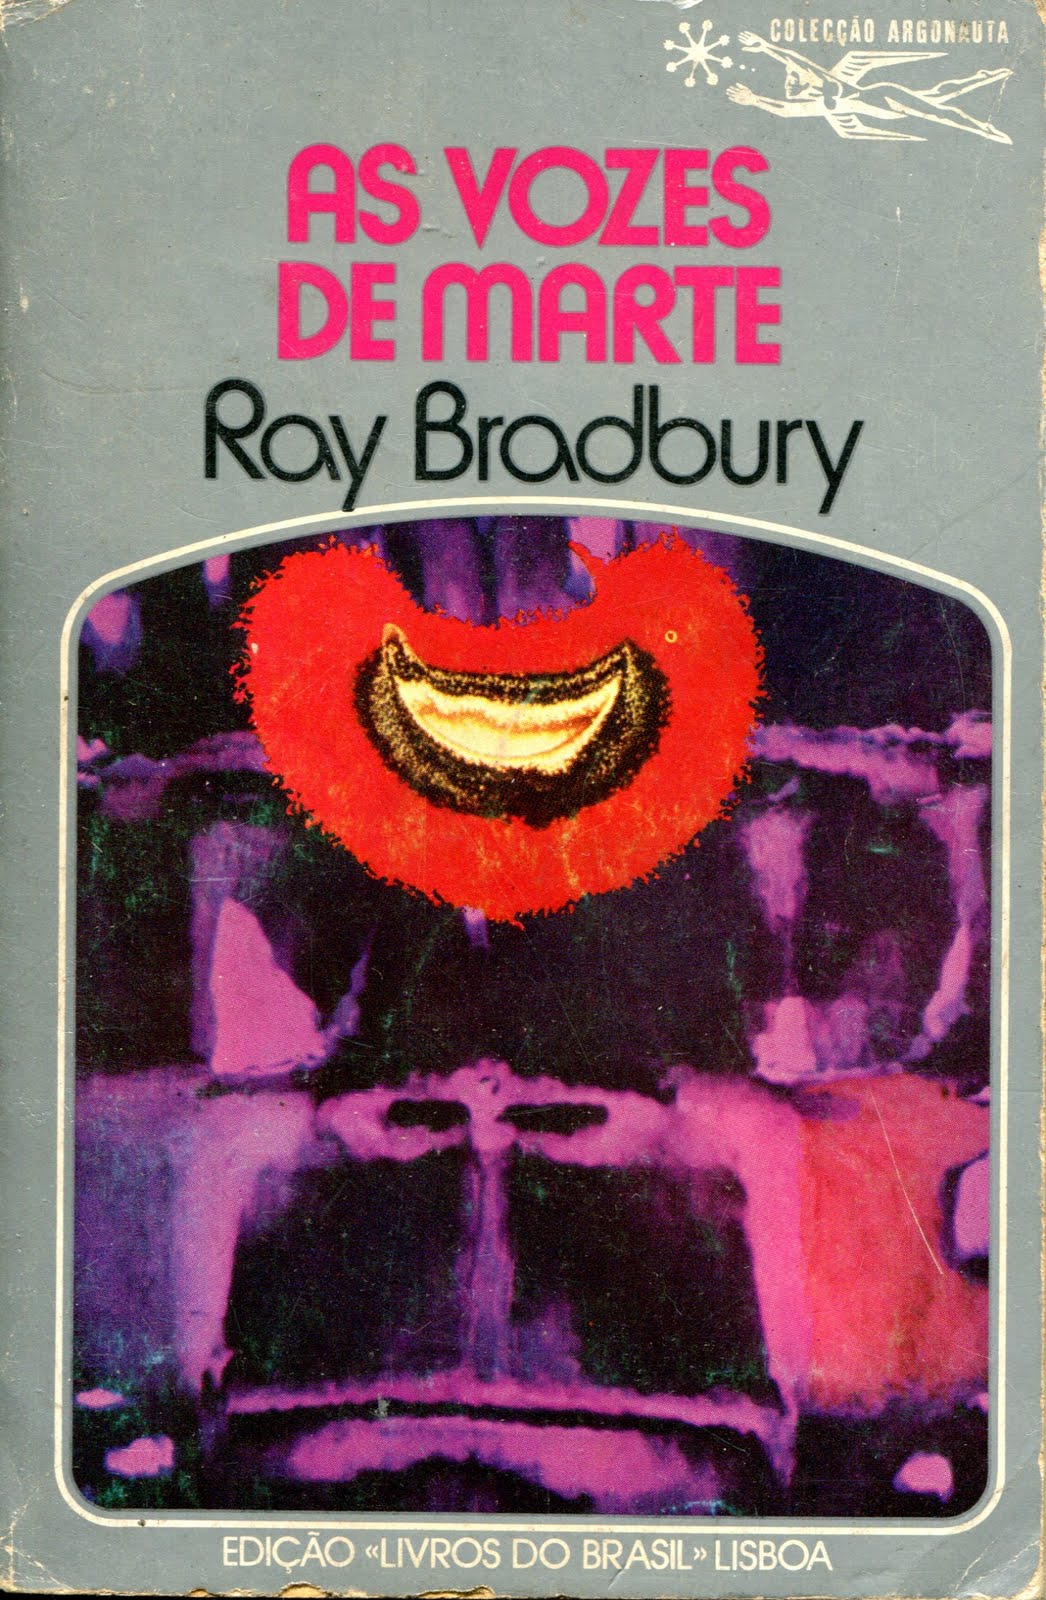 COLECÇÃO ARGONAUTA
AS VOZES
DE MARTE
Ray Bradbury
EDIÇÃO «LIVROS DO BRASIL» LISBOA